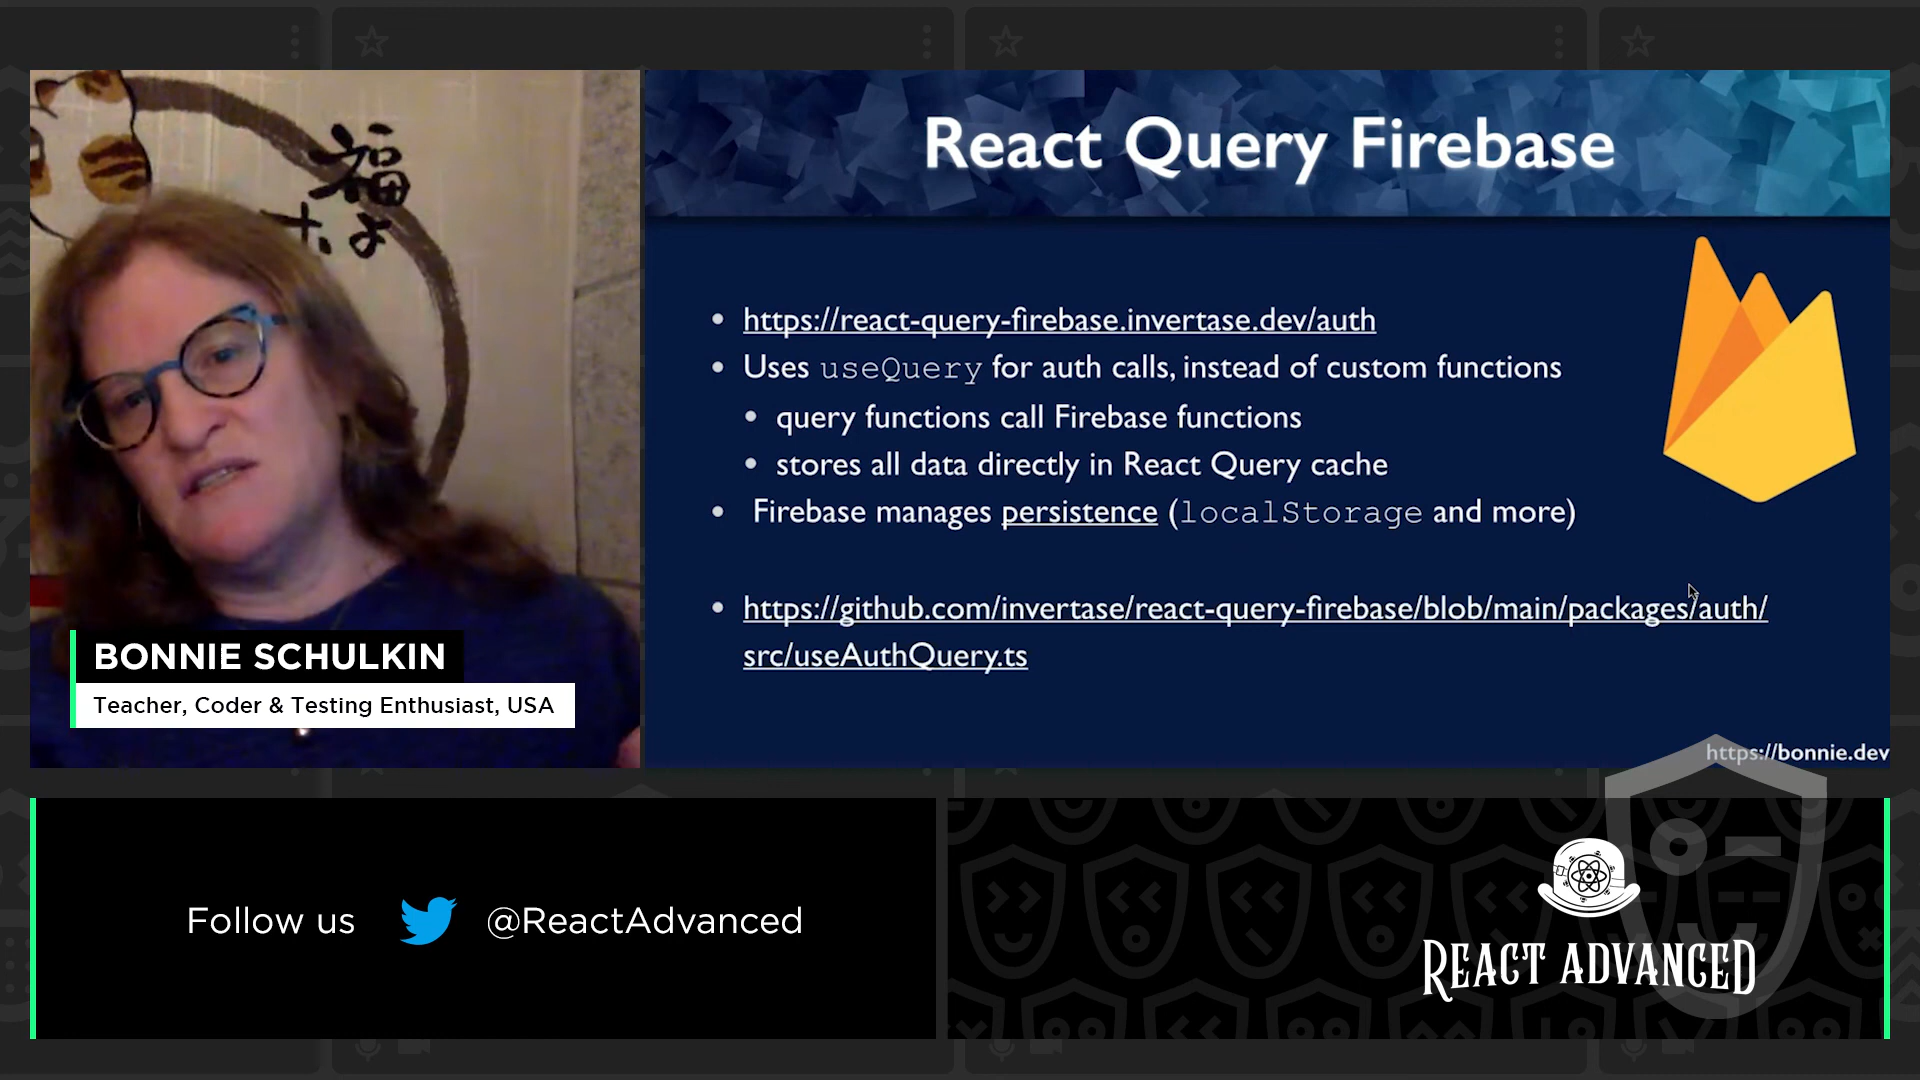 福
React Query Firebase
https://react-query-firebase.invertase.dev/auth
Uses useQuery for auth calls, instead of custom functions
query functions call Firebase functions
stores all data directly in React Query cache
Firebase manages persistence (localStorage and more)
https://github.com/invertase/react-query-firebase/blob/main/packages/auth/
src/useAuthQuery.ts
https://bonnie.dev
BONNIE SCHULKIN
Teacher, Coder & Testing Enthusiast, USA
Follow us
@ReactAdvanced
REACT ADVANCED